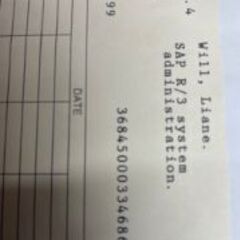 .4
Will, Liane.
SAP R/3 system
administration.
99
36845000334686
DATE